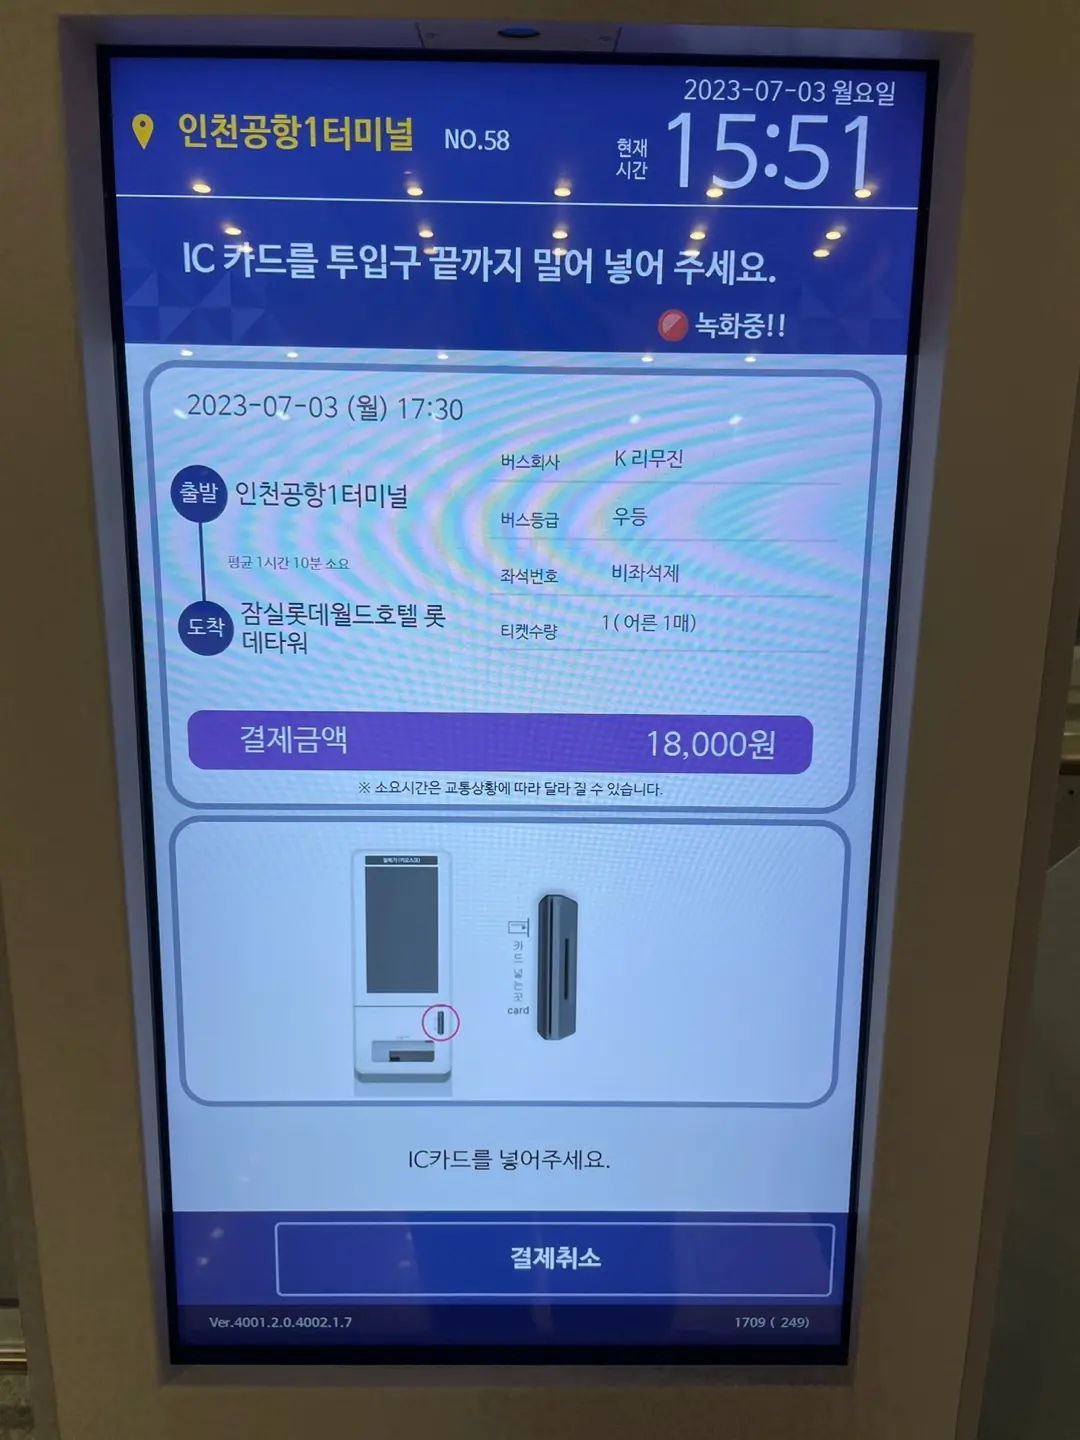 2023-07-03 월요일
인천공항1터미널 NO.58
현재
시간
15:51
IC 카드를 투입구 끝까지 밀어 넣어 주세요.
녹화중!!
2023-07-03 (월) 17:30
출발 인천공항1터미널
평균 1시간 10분 소요
도착 잠실롯데월드호텔 롯
데타워
버스회사 K 리무진
버스등급 우등
좌석번호 비좌석제
티켓수량 1( 어른 1매)
결제금액 18,000원
※ 소요시간은 교통상황에 따라 달라 질 수 있습니다.
카드 넣는곳
card
IC카드를 넣어주세요.
결제취소
Ver.4001.2.0.4002.1.7
1709 ( 249)